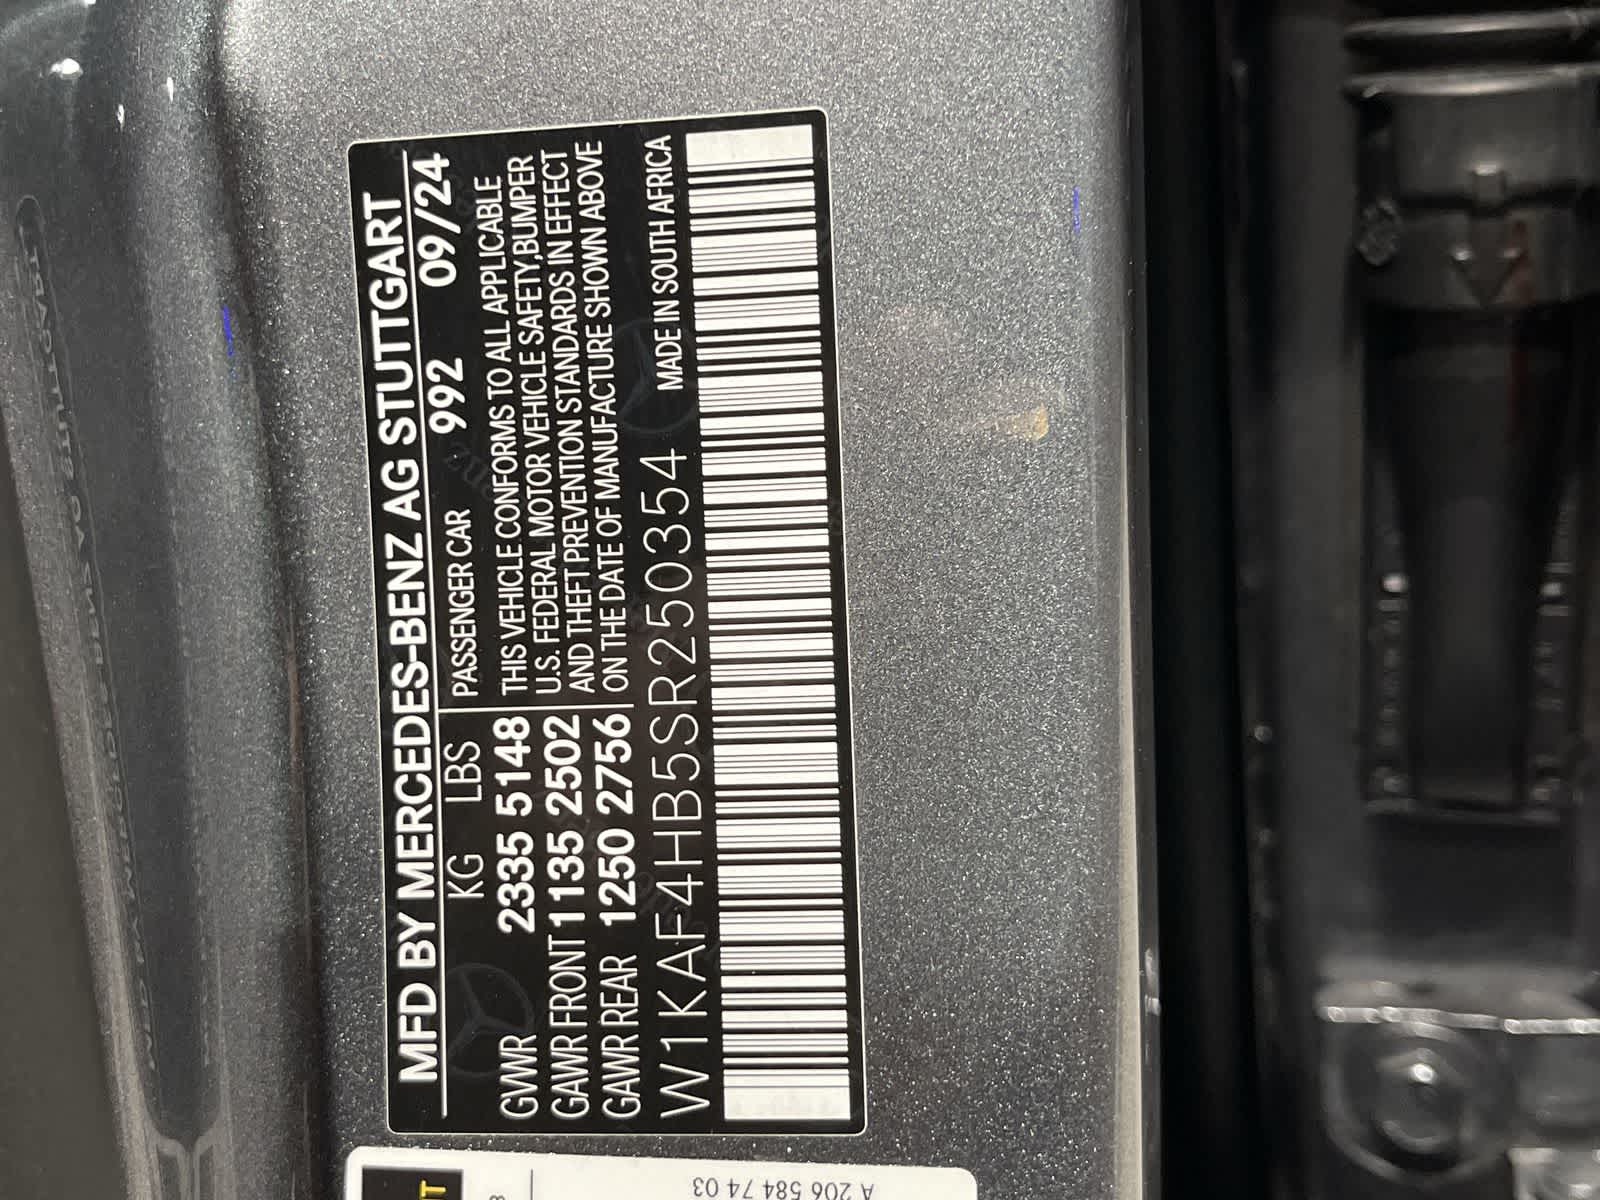 MFD BY MERCEDES-BENZ AG STUTTGART
KG LBS PASSENGER CAR 992 09/24
GVWR 2335 5148
GAWR FRONT 1135 2502
GAWR REAR 1250 2756
THIS VEHICLE CONFORMS TO ALL APPLICABLE
U.S. FEDERAL MOTOR VEHICLE SAFETY,BUMPER
AND THEFT PREVENTION STANDARDS IN EFFECT
ON THE DATE OF MANUFACTURE SHOWN ABOVE
W1KAF4HB5SR250354 MADE IN SOUTH AFRICA
A 206 584 74 03